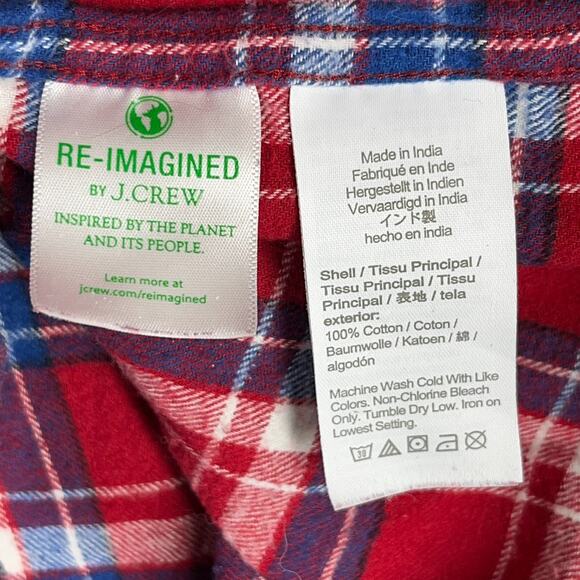 RE-IMAGINED
BY J.CREW
INSPIRED BY THE PLANET
AND ITS PEOPLE.
Learn more at
jcrew.com/reimagined
Made in India
Fabriqué en Inde
Hergestellt in Indien
Vervaardigd in India
インド製
hecho en india
Shell / Tissu Principal /
Tissu Principal / Tissu
Principal / 表地 / tela
exterior:
100% Cotton / Coton /
Baumwolle / Katoen / 綿 /
algodón
Machine Wash Cold With Like
Colors. Non-Chlorine Bleach
Only. Tumble Dry Low. Iron on
Lowest Setting.
30